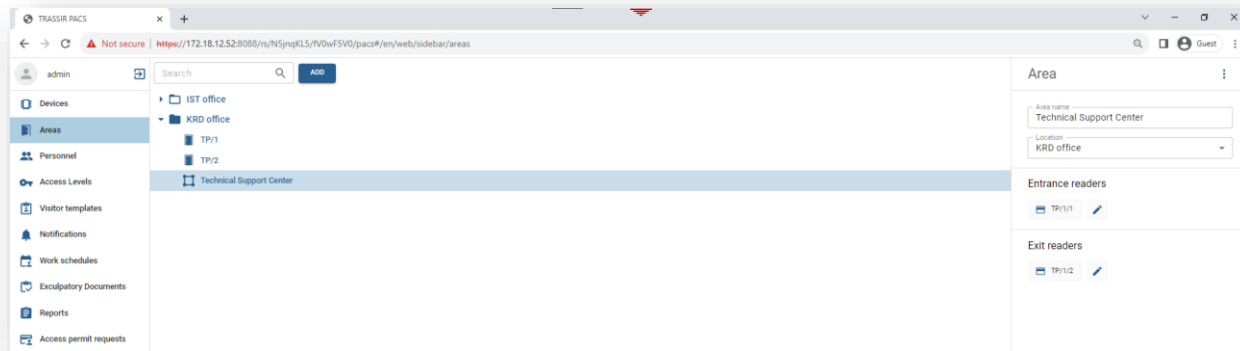 TRASSIR PACS
Not secure | https://172.18.12.52:8088/rs/N5jnqKLS/fV0wF5V0/pacs#/en/web/sidebar/areas
Guest
admin
Search
ADD
Area
Devices
Areas
Personnel
Access Levels
Visitor templates
Notifications
Work schedules
Exculpatory Documents
Reports
Access permit requests
IST office
KRD office
TP/1
TP/2
Technical Support Center
Area name
Technical Support Center
Location
KRD office
Entrance readers
TP/1/1
Exit readers
TP/1/2